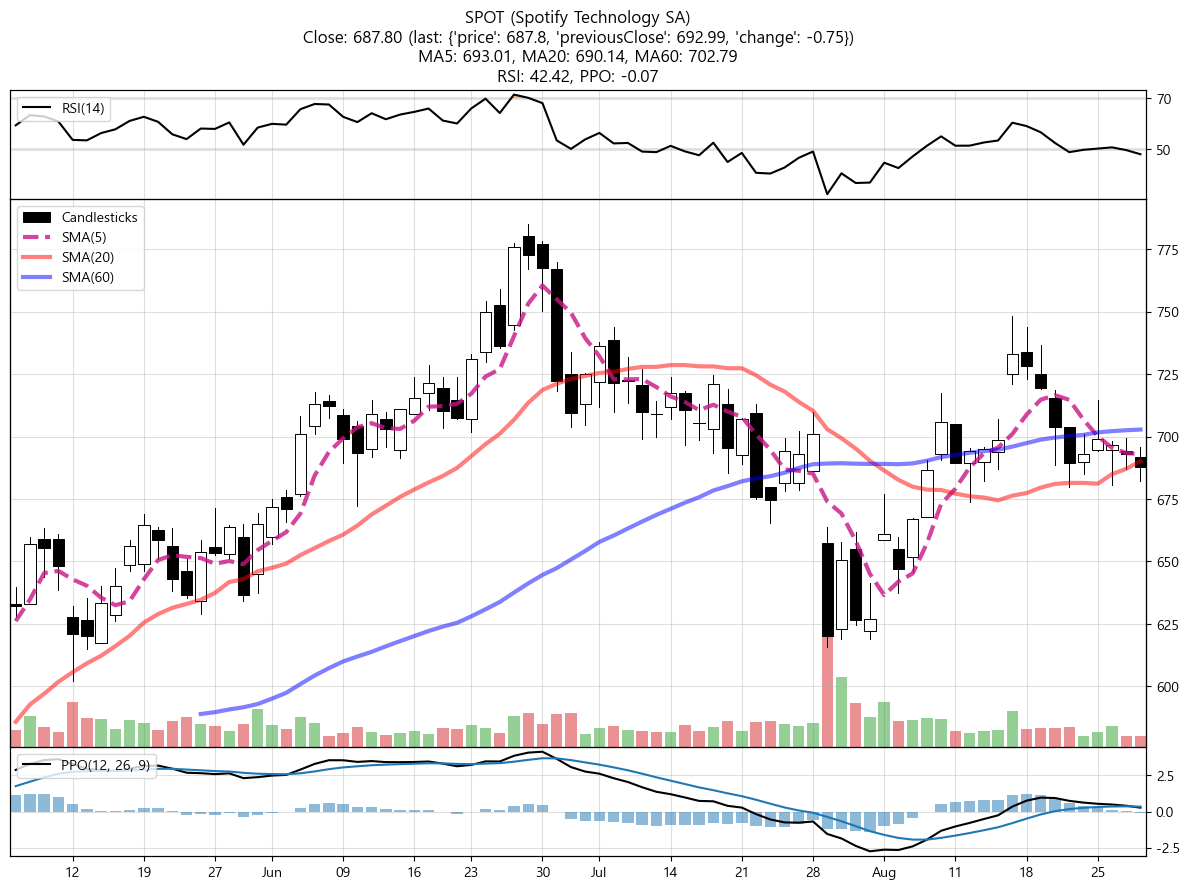 SPOT (Spotify Technology SA)
Close: 687.80 (last: {'price': 687.8, 'previousClose': 692.99, 'change': -0.75})
MA5: 693.01, MA20: 690.14, MA60: 702.79
RSI: 42.42, PPO: -0.07
RSI(14)
70
50
Candlesticks
SMA(5)
SMA(20)
SMA(60)
775
750
725
700
675
650
625
600
PPO(12, 26, 9)
2.5
0.0
−2.5
12 19 27 Jun 09 16 23 30 Jul 14 21 28 Aug 11 18 25